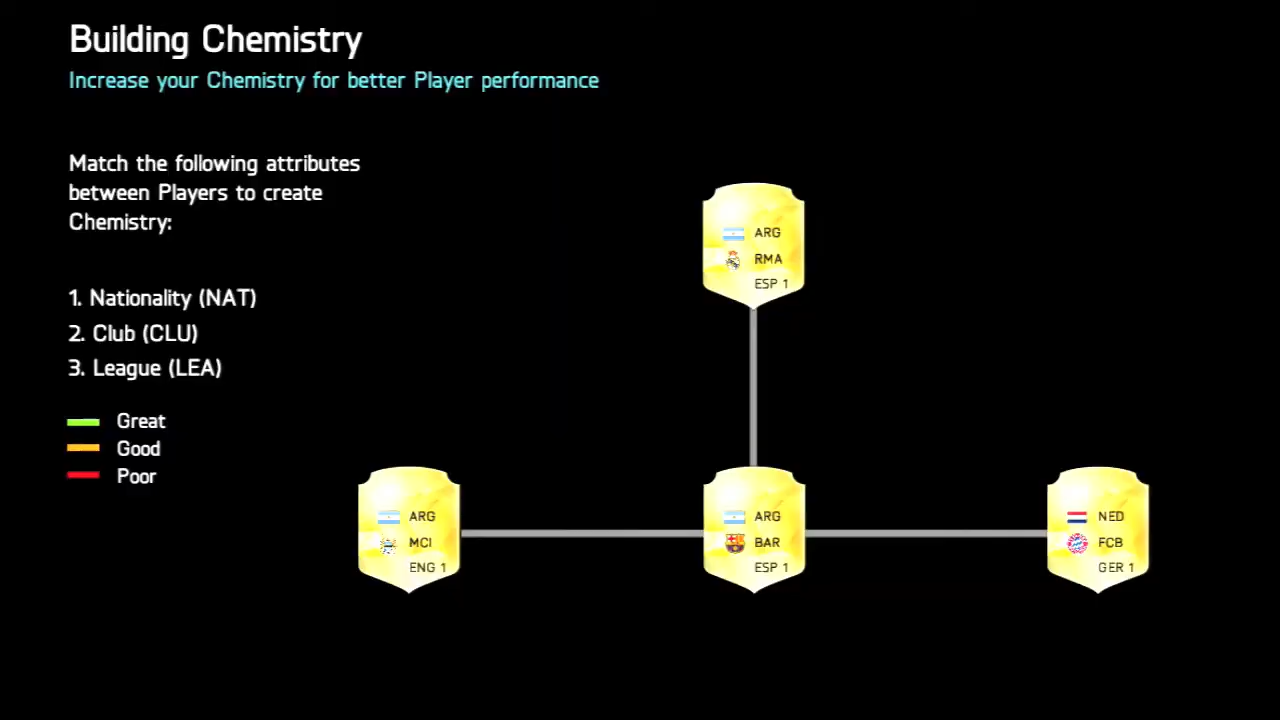 Building Chemistry
Increase your Chemistry for better Player performance
Match the following attributes
between Players to create
Chemistry:
1. Nationality (NAT)
2. Club (CLU)
3. League (LEA)
Great
Good
Poor
ARG
RMA
ESP 1
ARG
MCI
ENG 1
ARG
BAR
ESP 1
NED
FCB
GER 1